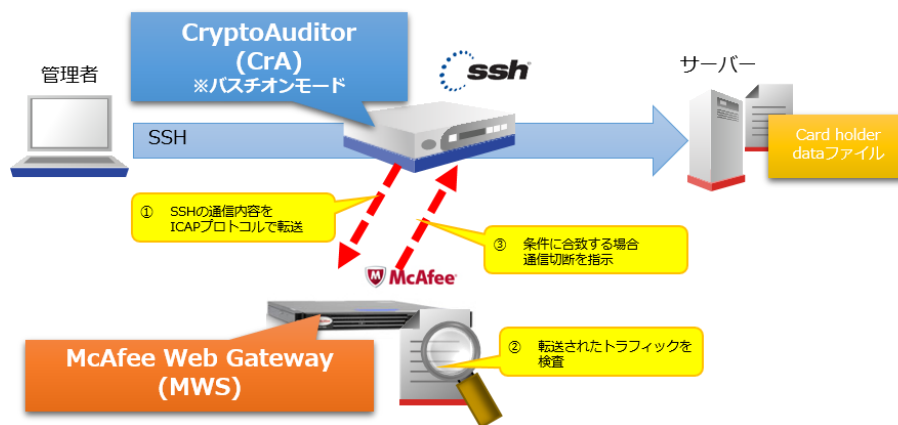 CryptoAuditor
(CrA)
※バスチオンモード
管理者
ssh
サーバー
SSH
Card holder
dataファイル
① SSHの通信内容を
ICAPプロトコルで転送
③ 条件に合致する場合
通信切断を指示
McAfee
McAfee Web Gateway
(MWS)
② 転送されたトラフィックを
検査